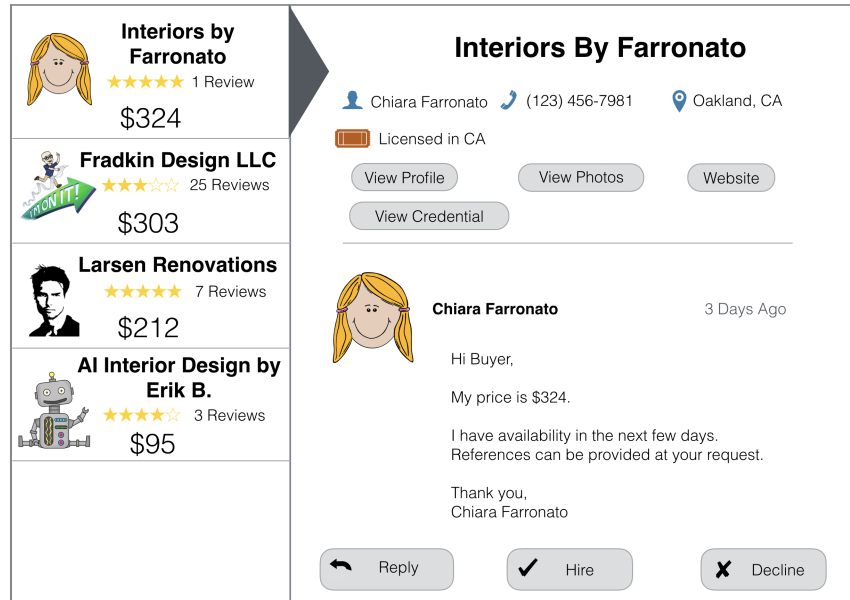 Interiors by
Farronato
1 Review
$324
Fradkin Design LLC
I'M ON IT!
25 Reviews
$303
Larsen Renovations
7 Reviews
$212
AI Interior Design by
Erik B.
3 Reviews
$95
Interiors By Farronato
Chiara Farronato (123) 456-7981 Oakland, CA
Licensed in CA
View Profile View Photos Website
View Credential
Chiara Farronato 3 Days Ago
Hi Buyer,
My price is $324.
I have availability in the next few days.
References can be provided at your request.
Thank you,
Chiara Farronato
Reply Hire Decline